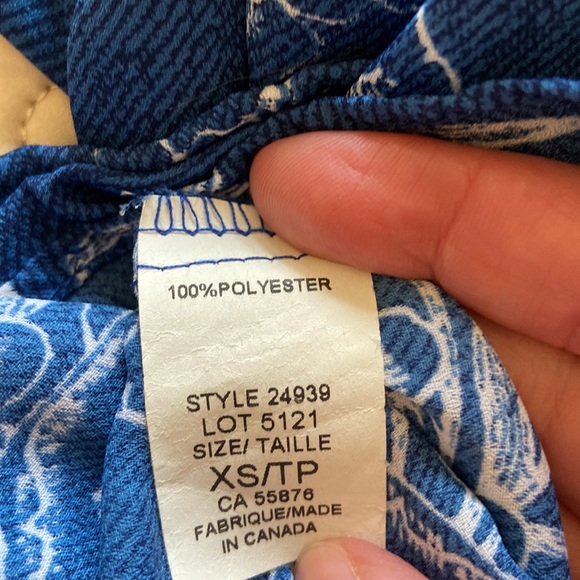 100%POLYESTER
STYLE 24939
LOT 5121
SIZE/ TAILLE
XS/TP
CA 55876
FABRIQUE/MADE
IN CANADA